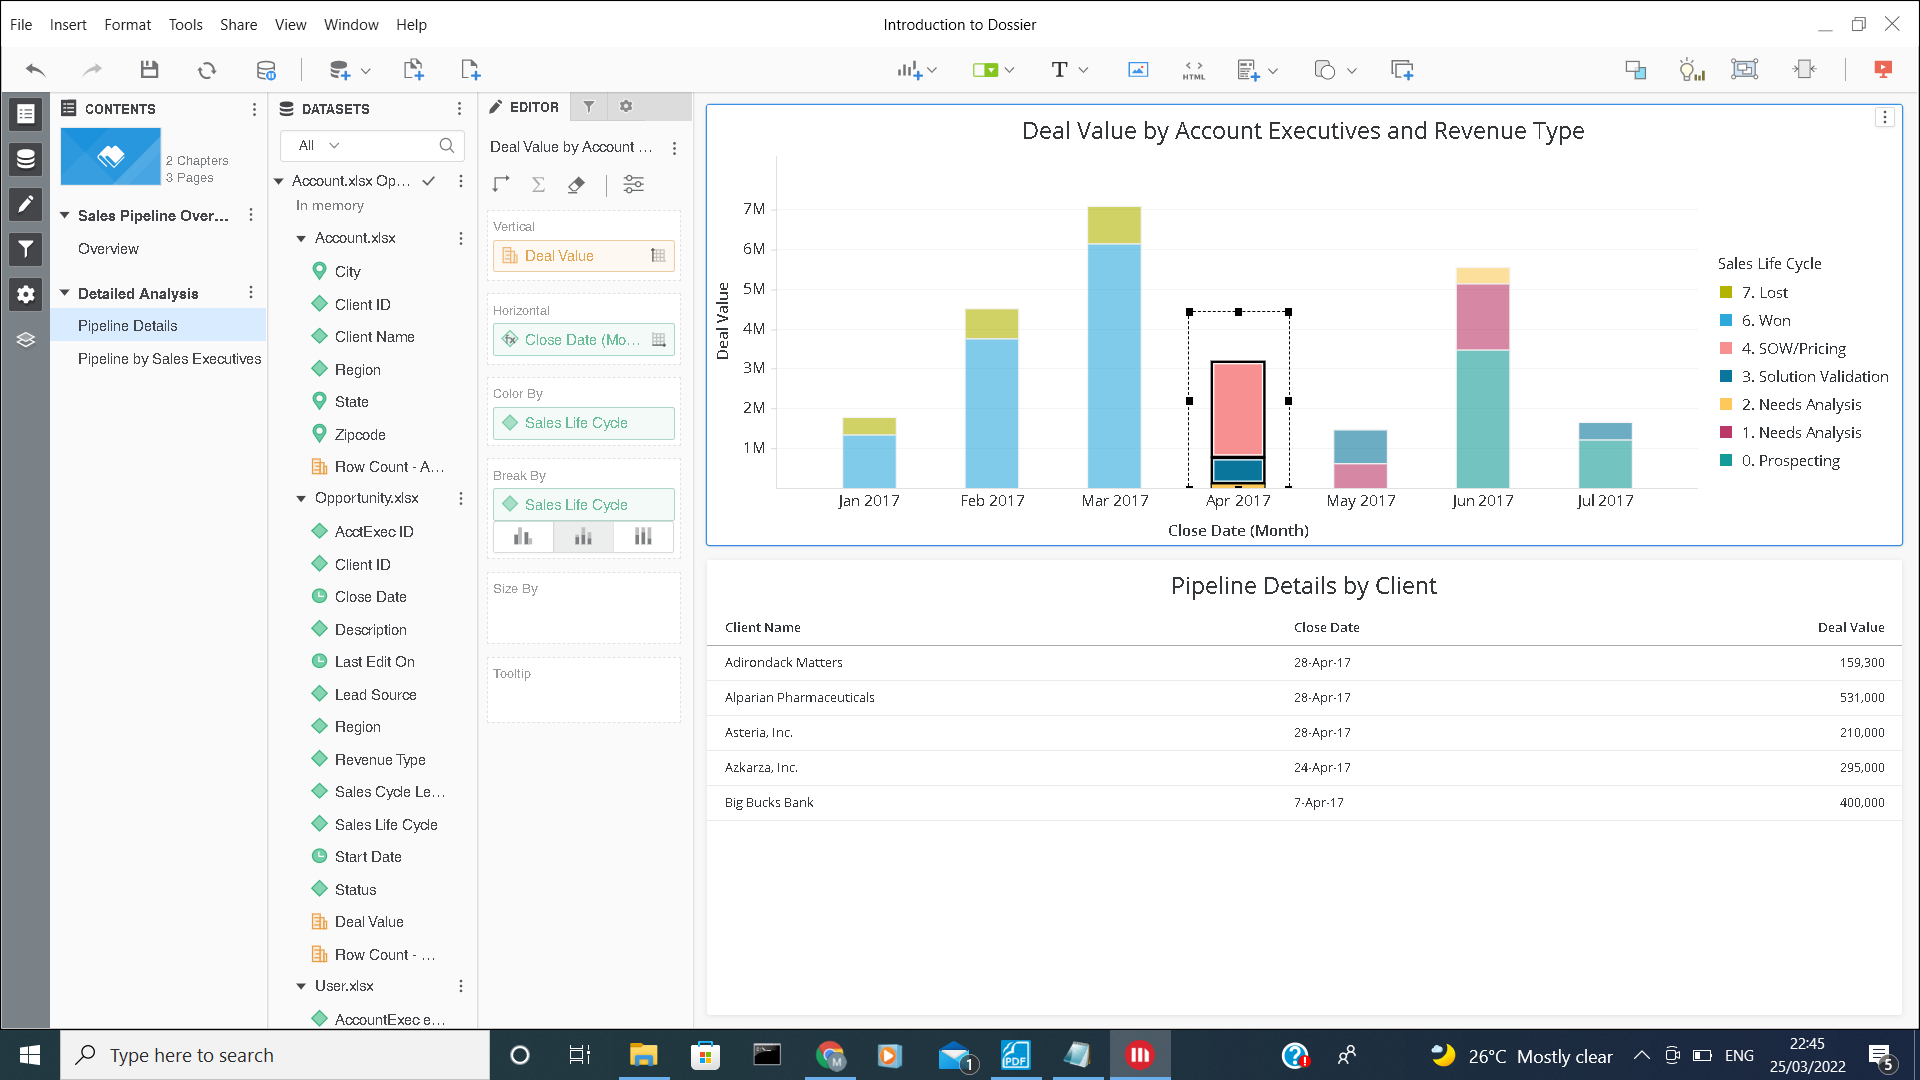 File Insert Format Tools Share View Window Help
Introduction to Dossier
HTML
CONTENTS
2 Chapters
3 Pages
Sales Pipeline Over...
Overview
Detailed Analysis
Pipeline Details
Pipeline by Sales Executives
DATASETS
All
Account.xlsx Op...
In memory
Account.xlsx
City
Client ID
Client Name
Region
State
Zipcode
Row Count - A...
Opportunity.xlsx
AcctExec ID
Client ID
Close Date
Description
Last Edit On
Lead Source
Region
Revenue Type
Sales Cycle Le...
Sales Life Cycle
Start Date
Status
Deal Value
Row Count - ...
User.xlsx
AccountExec e...
EDITOR
Deal Value by Account ...
Vertical
Deal Value
Horizontal
Close Date (Mo...
Color By
Sales Life Cycle
Break By
Sales Life Cycle
Size By
Tooltip
Deal Value by Account Executives and Revenue Type
Deal Value
7M
6M
5M
4M
3M
2M
1M
Jan 2017 Feb 2017 Mar 2017 Apr 2017 May 2017 Jun 2017 Jul 2017
Close Date (Month)
Sales Life Cycle
7. Lost
6. Won
4. SOW/Pricing
3. Solution Validation
2. Needs Analysis
1. Needs Analysis
0. Prospecting
Pipeline Details by Client
Client Name Close Date Deal Value
Adirondack Matters 28-Apr-17 159,300
Alparian Pharmaceuticals 28-Apr-17 531,000
Asteria, Inc. 28-Apr-17 210,000
Azkarza, Inc. 24-Apr-17 295,000
Big Bucks Bank 7-Apr-17 400,000
Type here to search
M
1
PDF
26°C Mostly clear
ENG
22:45
25/03/2022
5